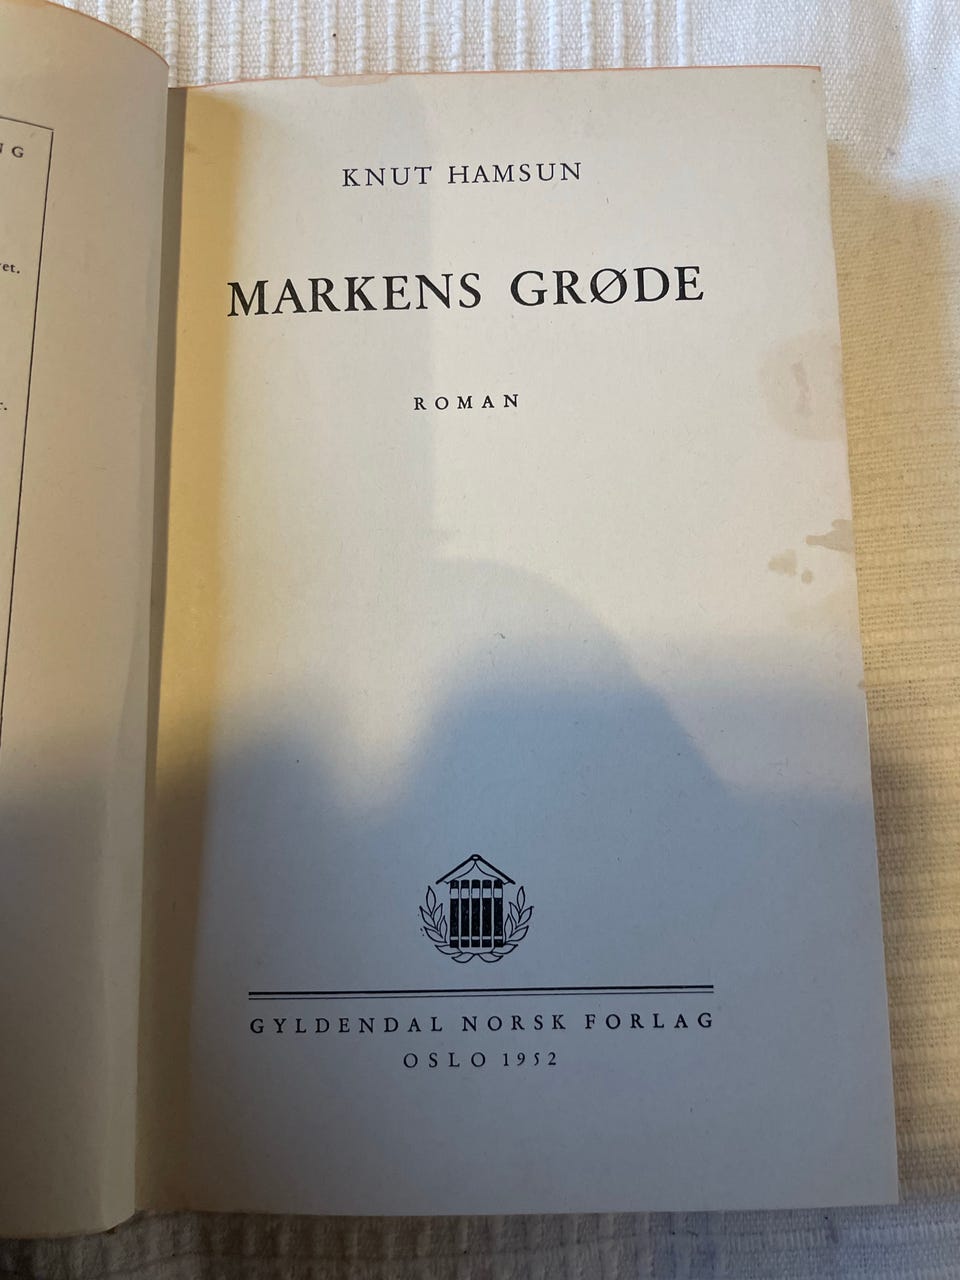 KNUT HAMSUN
MARKENS GRØDE
ROMAN
GYLDENDAL NORSK FORLAG
OSLO 1952